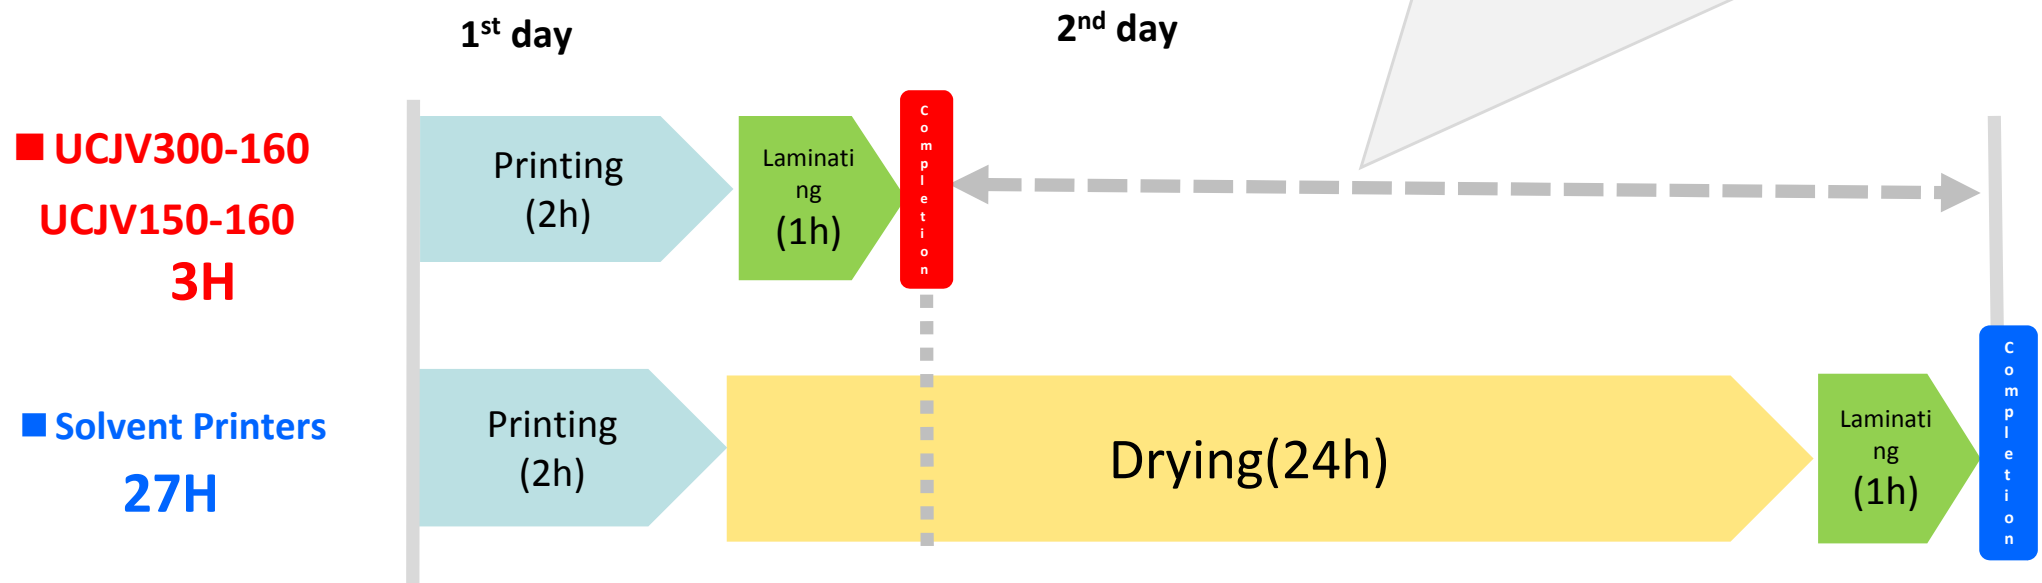 1st day
2nd day
■ UCJV300-160
UCJV150-160
3H
Printing
(2h)
Laminati
ng
(1h)
Completion
■ Solvent Printers
27H
Printing
(2h)
Drying(24h)
Laminati
ng
(1h)
Completion